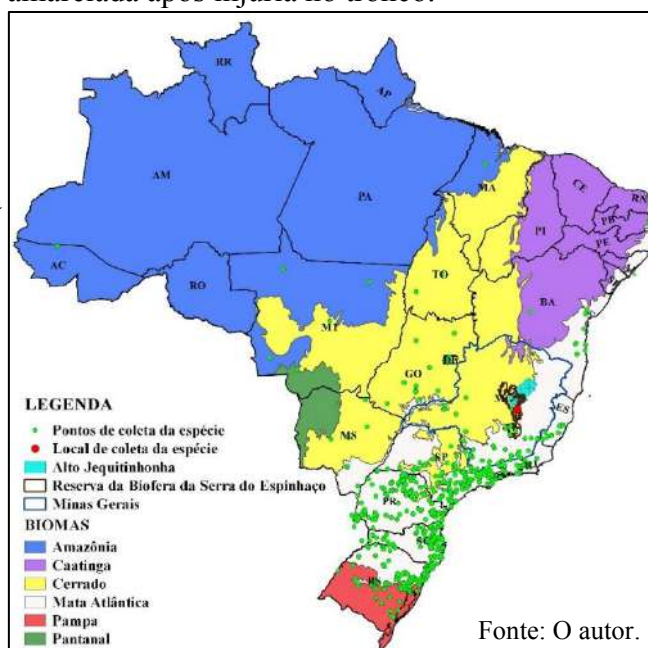 amarelada após injúria no tronco.
RR
AP
AM
PA
MA
CE
RN
PB
PE
PI
AC
RO
TO
BA
MT
GO
DF
MS
ES
SP
RJ
PR
SC
LEGENDA
Pontos de coleta da espécie
Local de coleta da espécie
Alto Jequitinhonha
Reserva da Biofera da Serra do Espinhaço
Minas Gerais
BIOMAS
Amazônia
Caatinga
Cerrado
Mata Atlântica
Pampa
Pantanal
Fonte: O autor.